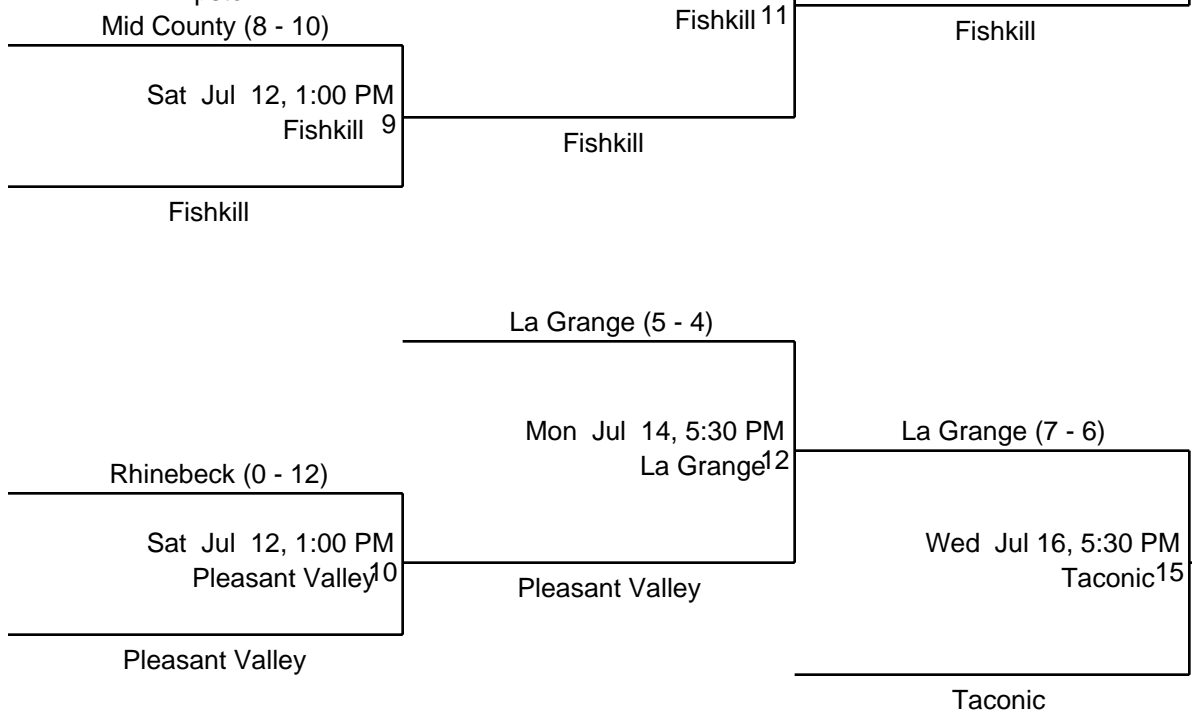 Mid County (8 - 10)
Fishkill 11
Fishkill
Sat Jul 12, 1:00 PM
Fishkill 9
Fishkill
Fishkill
La Grange (5 - 4)
Mon Jul 14, 5:30 PM
La Grange 12
La Grange (7 - 6)
Rhinebeck (0 - 12)
Sat Jul 12, 1:00 PM
Pleasant Valley 10
Pleasant Valley
Wed Jul 16, 5:30 PM
Taconic 15
Pleasant Valley
Taconic